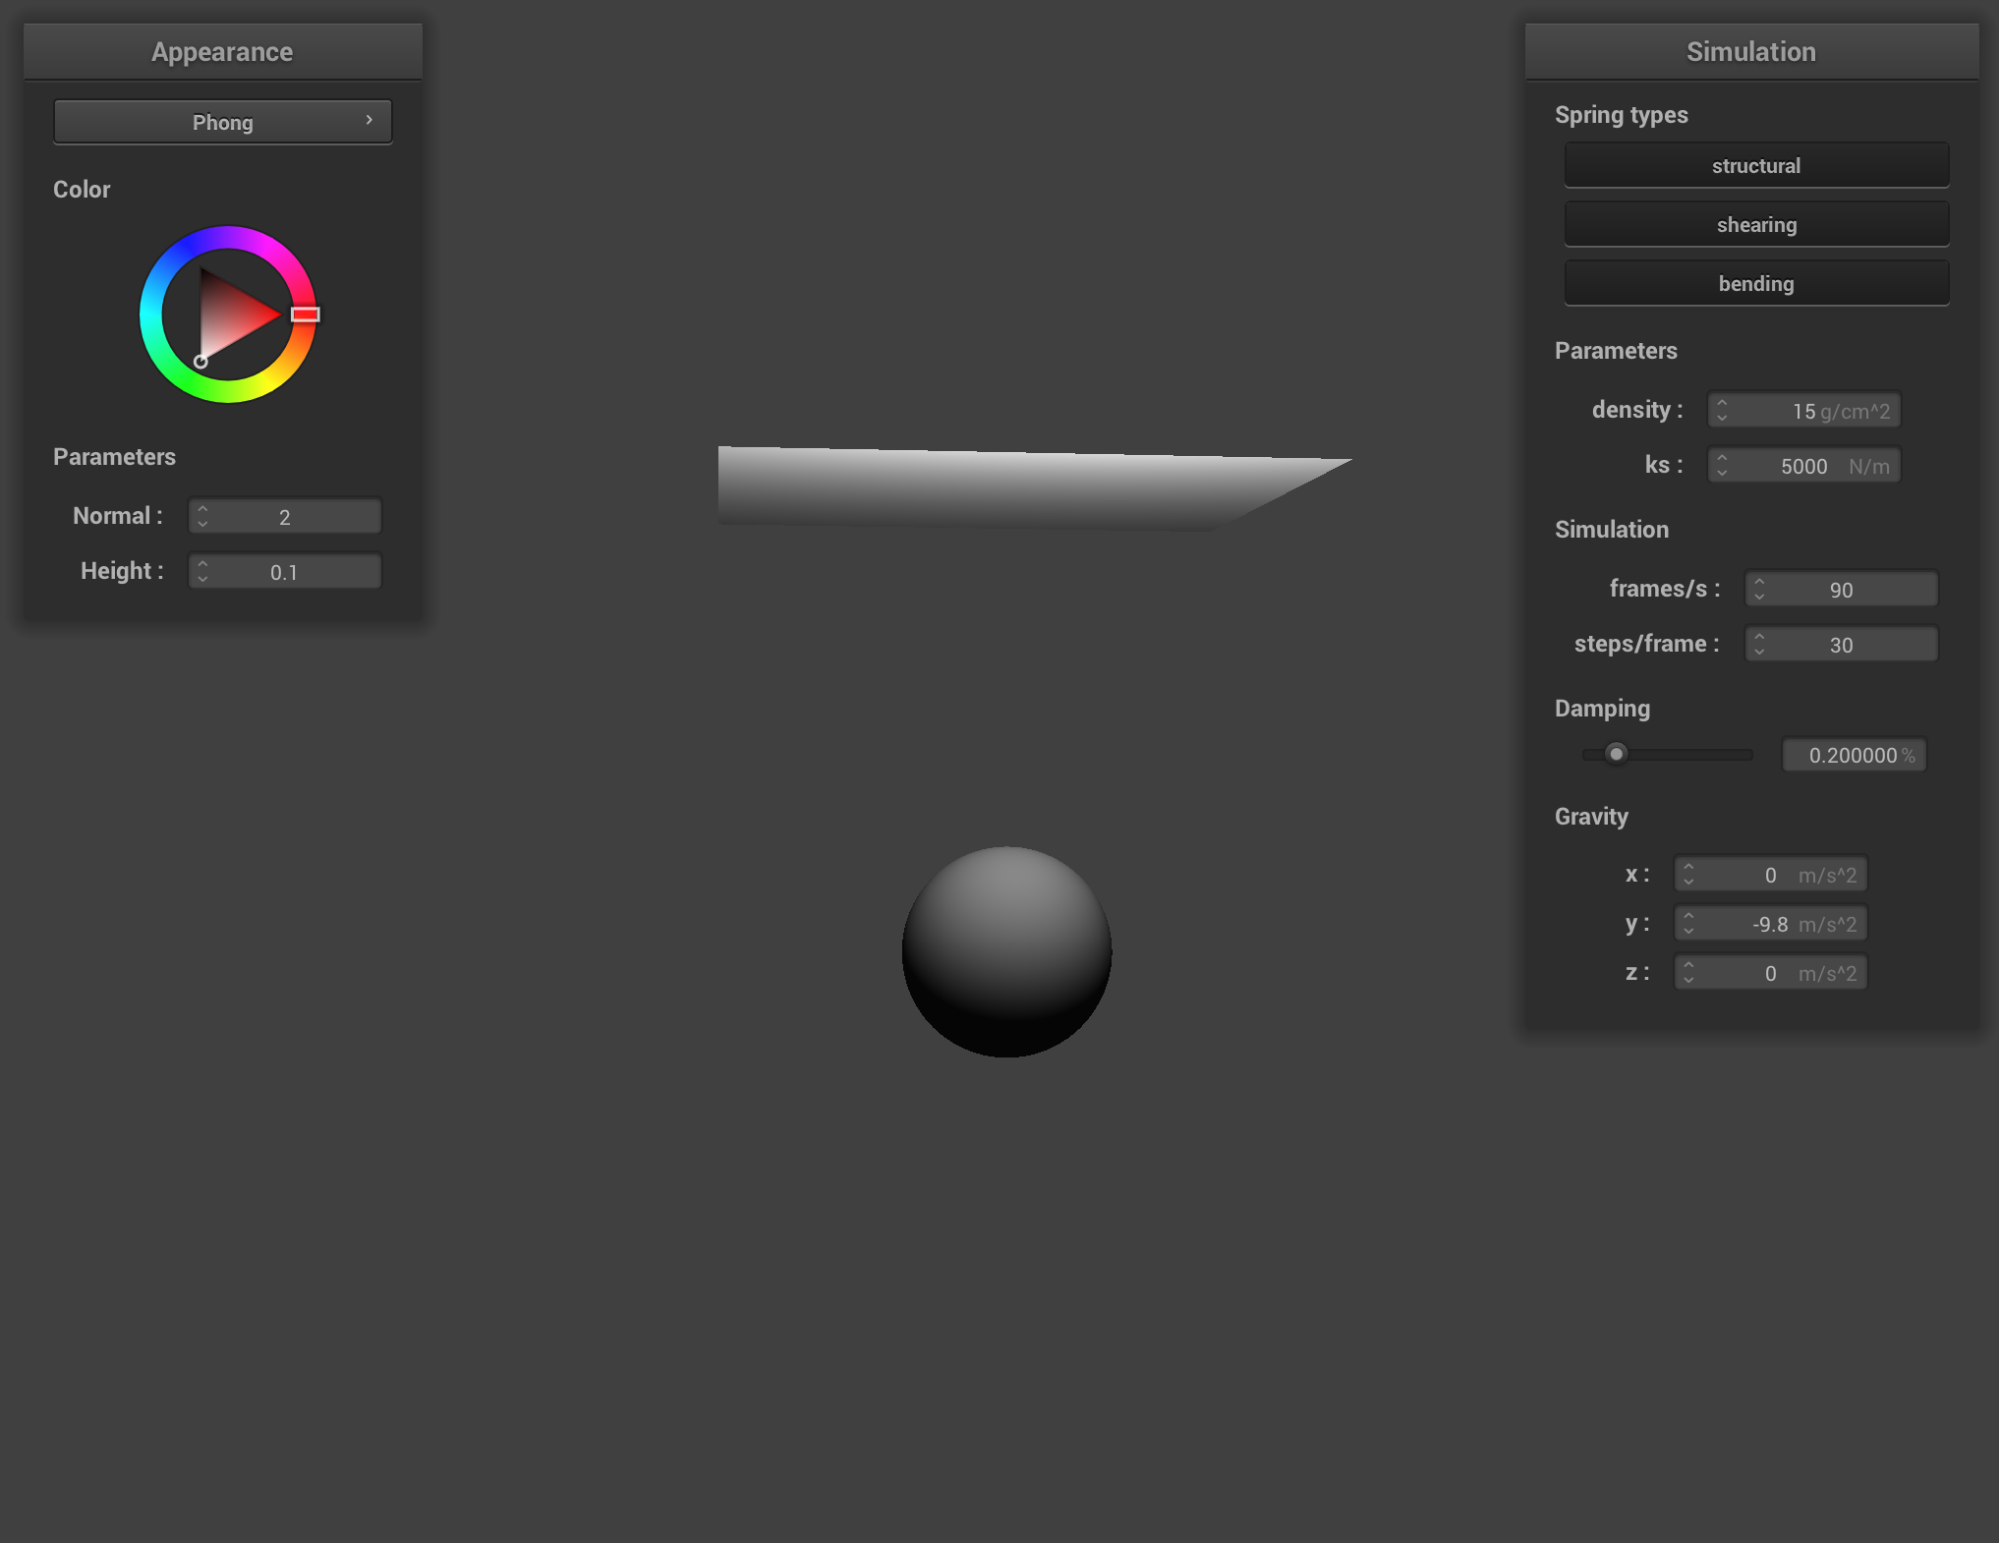 Appearance
Phong
Color
Parameters
Normal : 2
Height : 0.1
Simulation
Spring types
structural
shearing
bending
Parameters
density : 15 g/cm^2
ks : 5000 N/m
Simulation
frames/s : 90
steps/frame : 30
Damping
0.200000 %
Gravity
x : 0 m/s^2
y : -9.8 m/s^2
z : 0 m/s^2